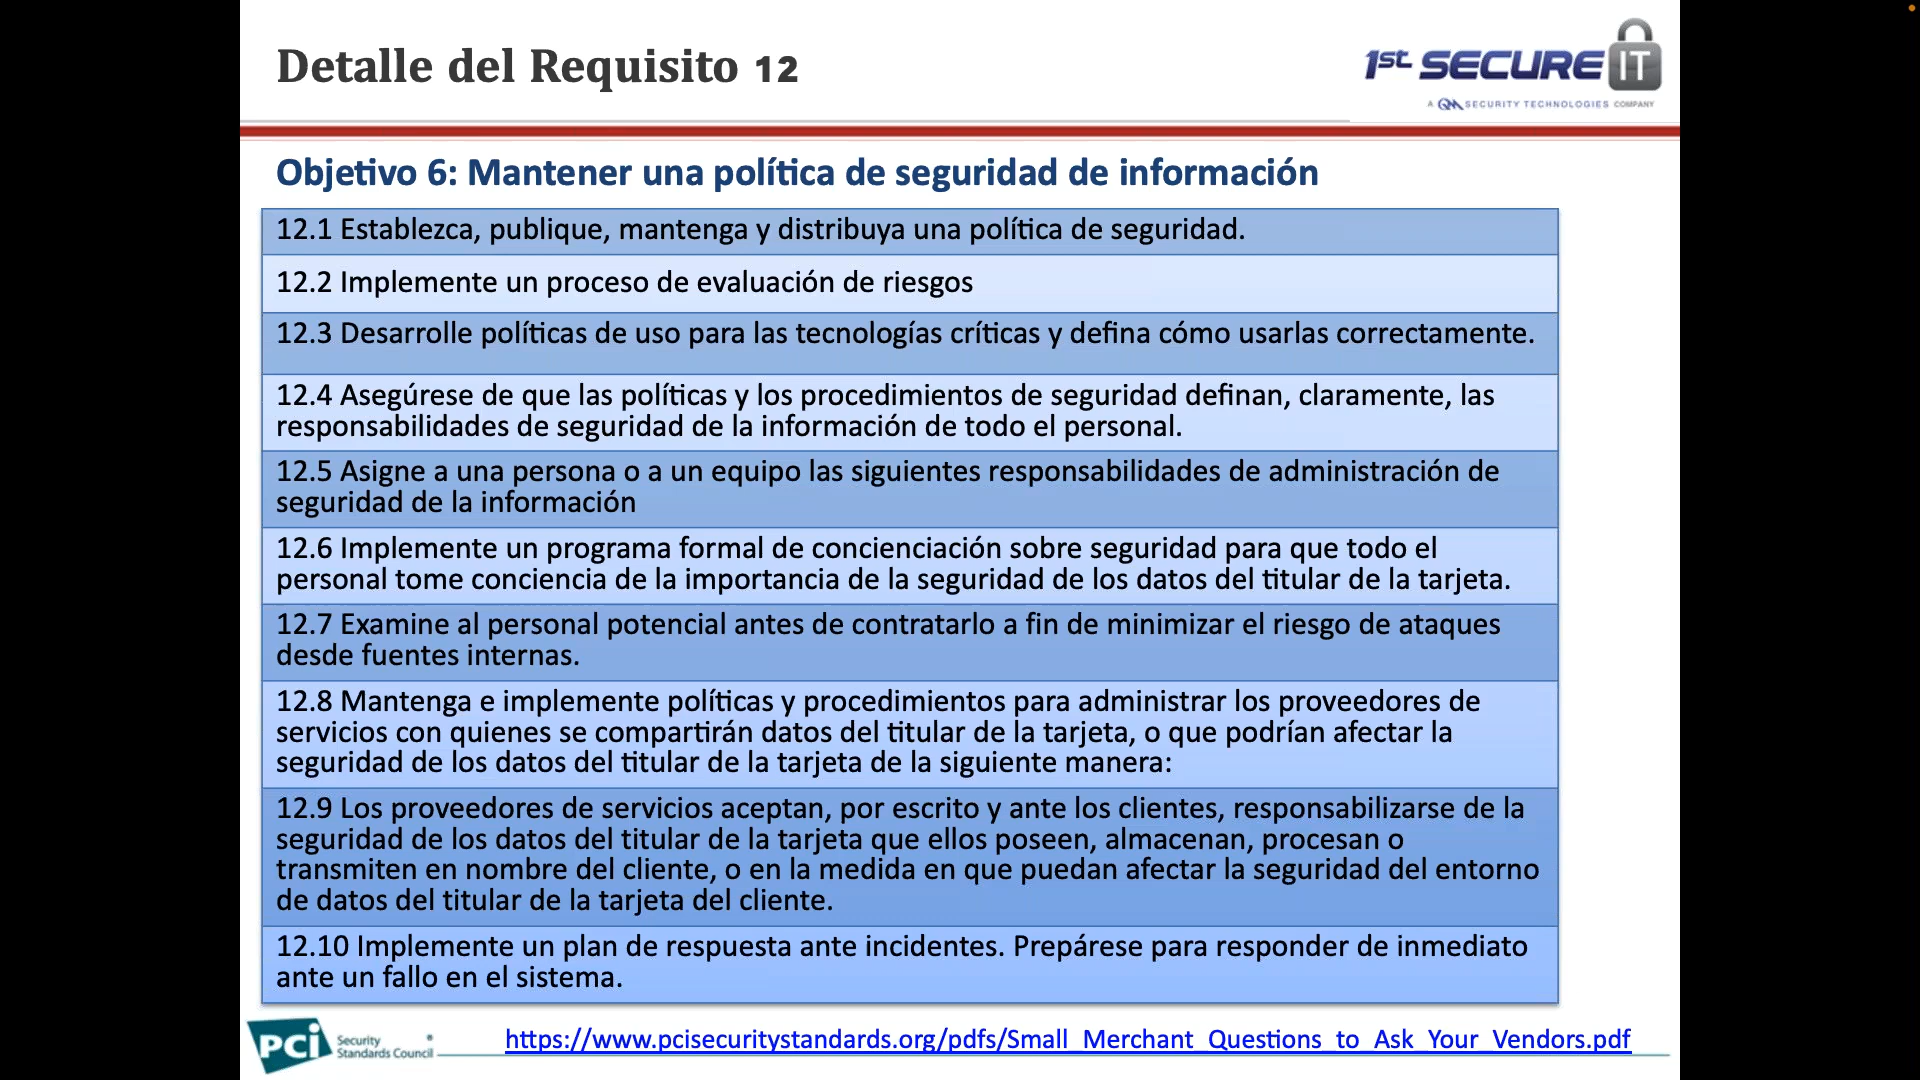 Detalle del Requisito 12
1st SECURE IT
A QM SECURITY TECHNOLOGIES COMPANY
Objetivo 6: Mantener una política de seguridad de información
12.1 Establezca, publique, mantenga y distribuya una política de seguridad.
12.2 Implemente un proceso de evaluación de riesgos
12.3 Desarrolle políticas de uso para las tecnologías críticas y defina cómo usarlas correctamente.
12.4 Asegúrese de que las políticas y los procedimientos de seguridad definan, claramente, las
responsabilidades de seguridad de la información de todo el personal.
12.5 Asigne a una persona o a un equipo las siguientes responsabilidades de administración de
seguridad de la información
12.6 Implemente un programa formal de concienciación sobre seguridad para que todo el
personal tome conciencia de la importancia de la seguridad de los datos del titular de la tarjeta.
12.7 Examine al personal potencial antes de contratarlo a fin de minimizar el riesgo de ataques
desde fuentes internas.
12.8 Mantenga e implemente políticas y procedimientos para administrar los proveedores de
servicios con quienes se compartirán datos del titular de la tarjeta, o que podrían afectar la
seguridad de los datos del titular de la tarjeta de la siguiente manera:
12.9 Los proveedores de servicios aceptan, por escrito y ante los clientes, responsabilizarse de la
seguridad de los datos del titular de la tarjeta que ellos poseen, almacenan, procesan o
transmiten en nombre del cliente, o en la medida en que puedan afectar la seguridad del entorno
de datos del titular de la tarjeta del cliente.
12.10 Implemente un plan de respuesta ante incidentes. Prepárese para responder de inmediato
ante un fallo en el sistema.
PCi Security ®
Standards Council
https://www.pcisecuritystandards.org/pdfs/Small_Merchant_Questions_to_Ask_Your_Vendors.pdf